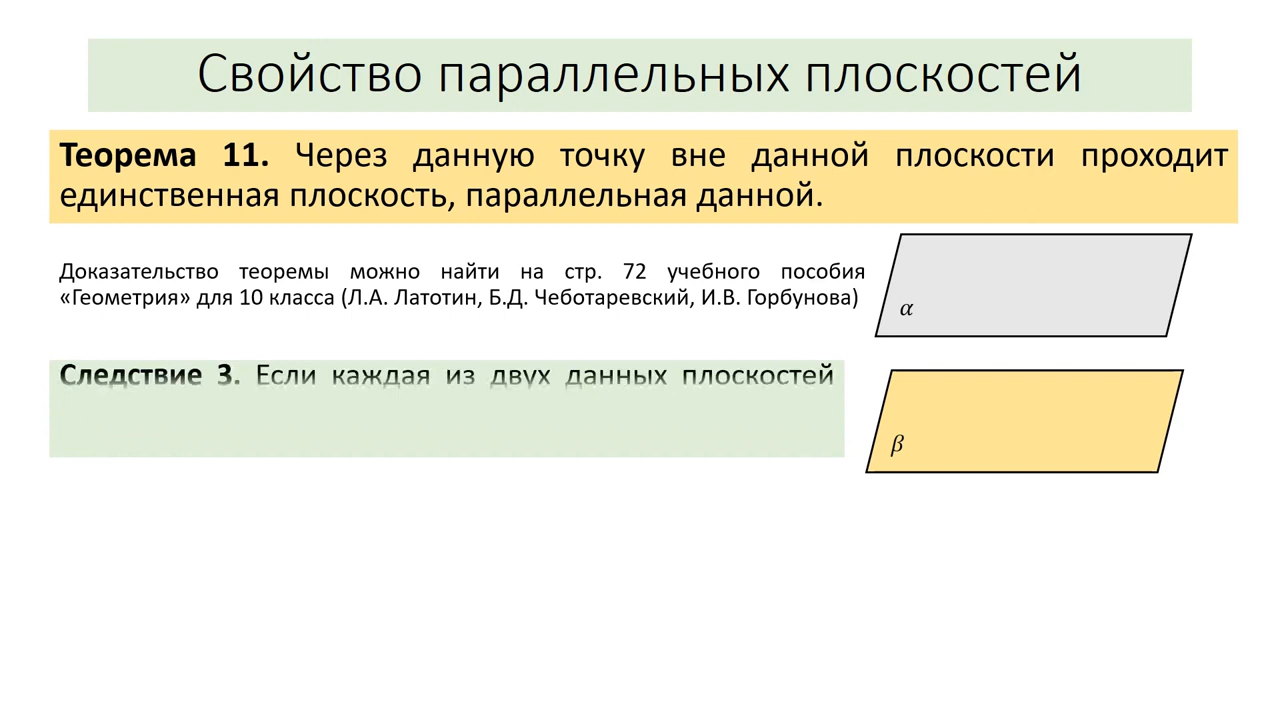 Свойство параллельных плоскостей
Теорема 11. Через данную точку вне данной плоскости проходит
единственная плоскость, параллельная данной.
Доказательство теоремы можно найти на стр. 72 учебного пособия
«Геометрия» для 10 класса (Л.А. Латотин, Б.Д. Чеботаревский, И.В. Горбунова)
α
Следствие 3. Если каждая из двух данных плоскостей
β